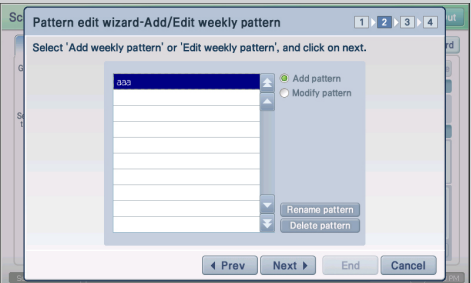 Pattern edit wizard-Add/Edit weekly pattern
1 2 3 4
Select 'Add weekly pattern' or 'Edit weekly pattern', and click on next.
aaa
Add pattern
Modify pattern
Rename pattern
Delete pattern
Prev Next End Cancel